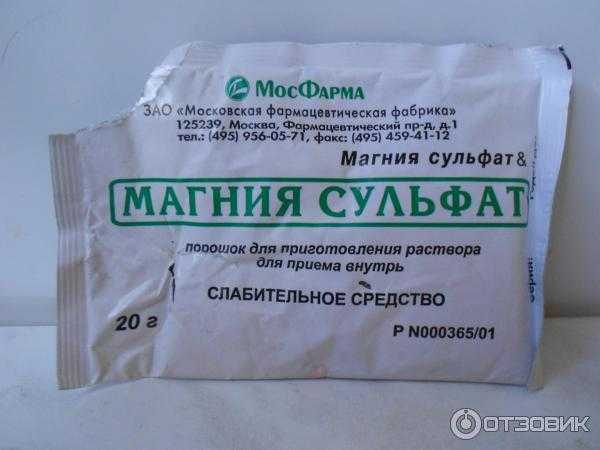 МосФарма
ЗАО «Московская фармацевтическая фабрика»
125239, Москва, Фармацевтический пр-д, д.1
тел.: (495) 956-05-71, факс: (495) 459-41-12
Магния сульфат&
МАГНИЯ СУЛЬФАТ
порошок для приготовления раствора
для приема внутрь
СЛАБИТЕЛЬНОЕ СРЕДСТВО
20 г
Р N000365/01
Серия:
ОТЗОВИК